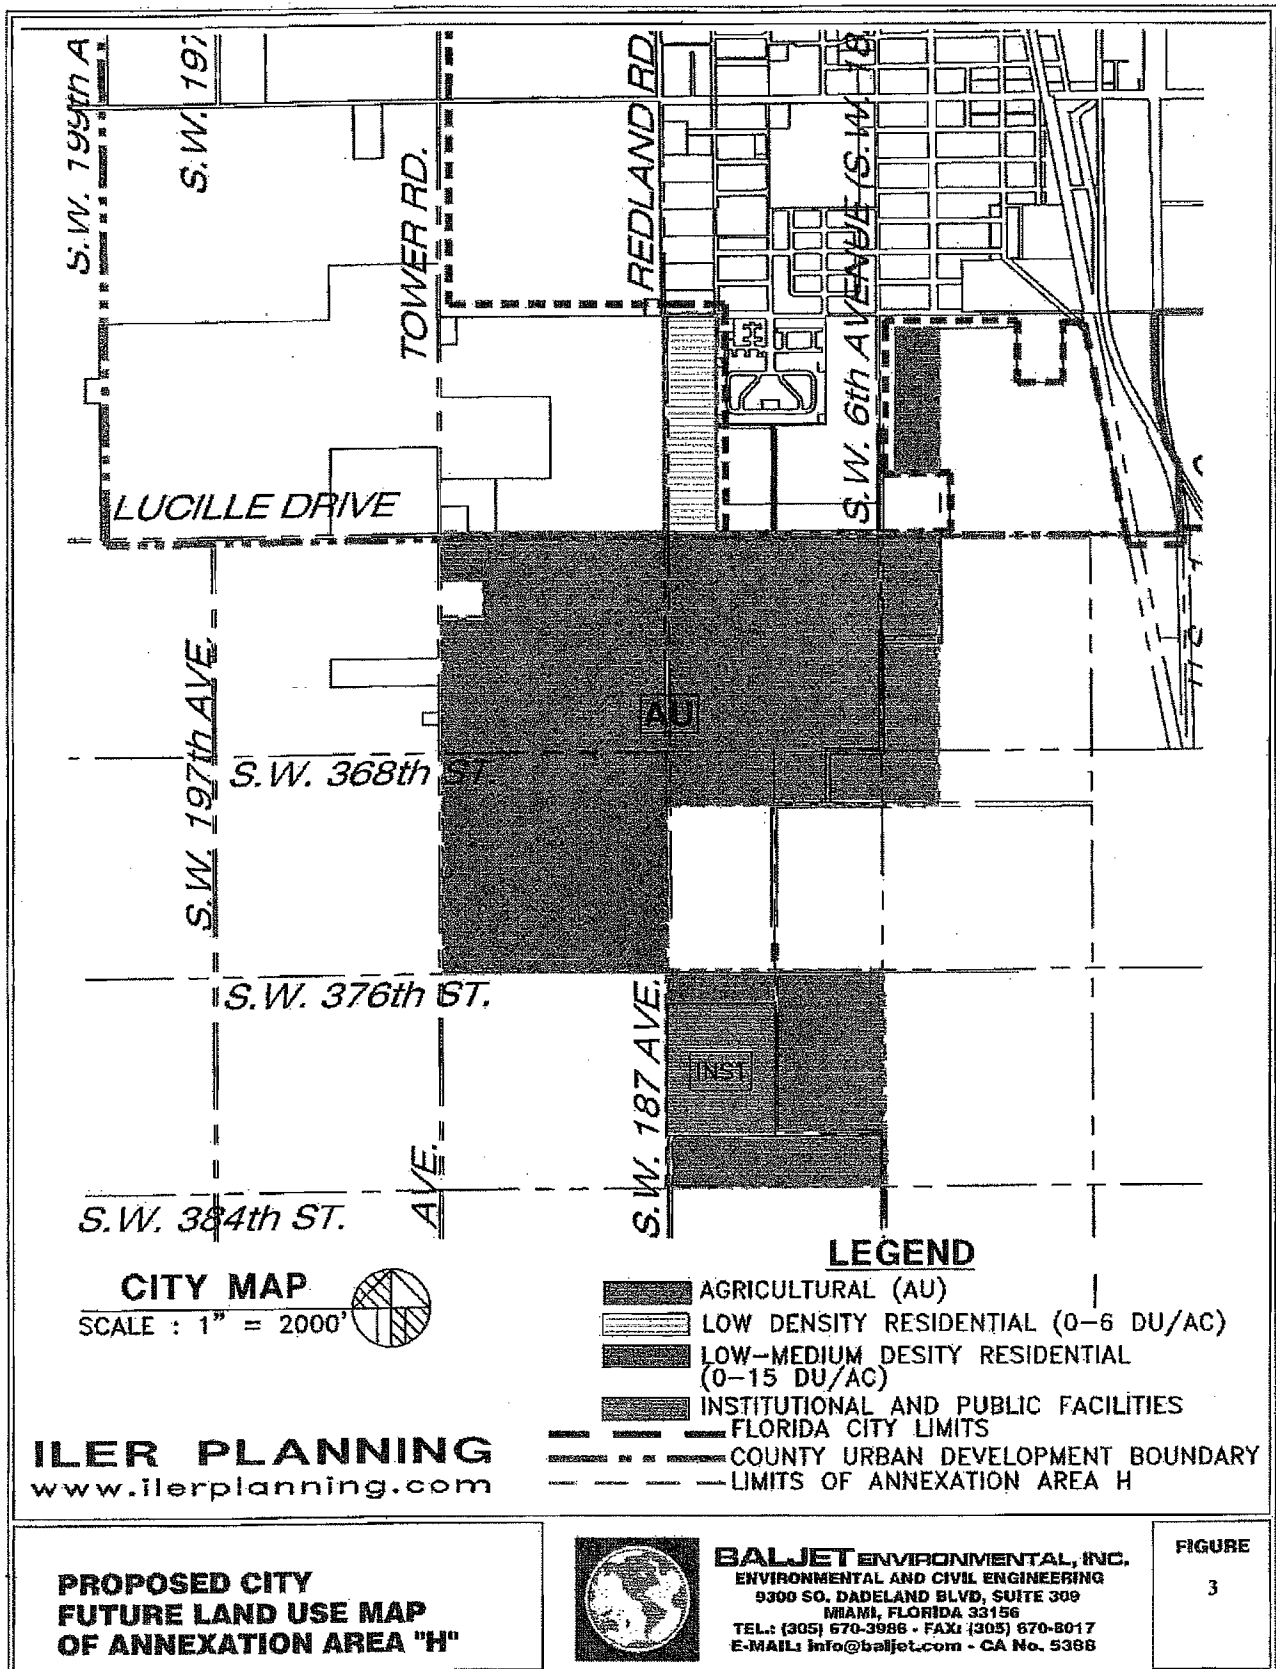 S.W. 199th A
S.W. 197
TOWER RD.
REDLAND RD.
S.W. 6th AVENUE (S.W. 18
LUCILLE DRIVE
S.W. 197th AVE.
AU
S.W. 368th ST.
S.W. 376th ST.
S.W. 187 AVE.
INST
AVE.
S.W. 384th ST.
CITY MAP
SCALE : 1" = 2000'
LEGEND
AGRICULTURAL (AU)
LOW DENSITY RESIDENTIAL (0-6 DU/AC)
LOW-MEDIUM DESITY RESIDENTIAL
(0-15 DU/AC)
INSTITUTIONAL AND PUBLIC FACILITIES
FLORIDA CITY LIMITS
COUNTY URBAN DEVELOPMENT BOUNDARY
LIMITS OF ANNEXATION AREA H
ILER PLANNING
www.ilerplanning.com
PROPOSED CITY
FUTURE LAND USE MAP
OF ANNEXATION AREA "H"
BALJET ENVIRONMENTAL, INC.
ENVIRONMENTAL AND CIVIL ENGINEERING
9300 SO. DADELAND BLVD, SUITE 309
MIAMI, FLORIDA 33156
TEL.: (305) 670-3986 - FAX: (305) 670-8017
E-MAIL: info@baljet.com - CA No. 5388
FIGURE
3